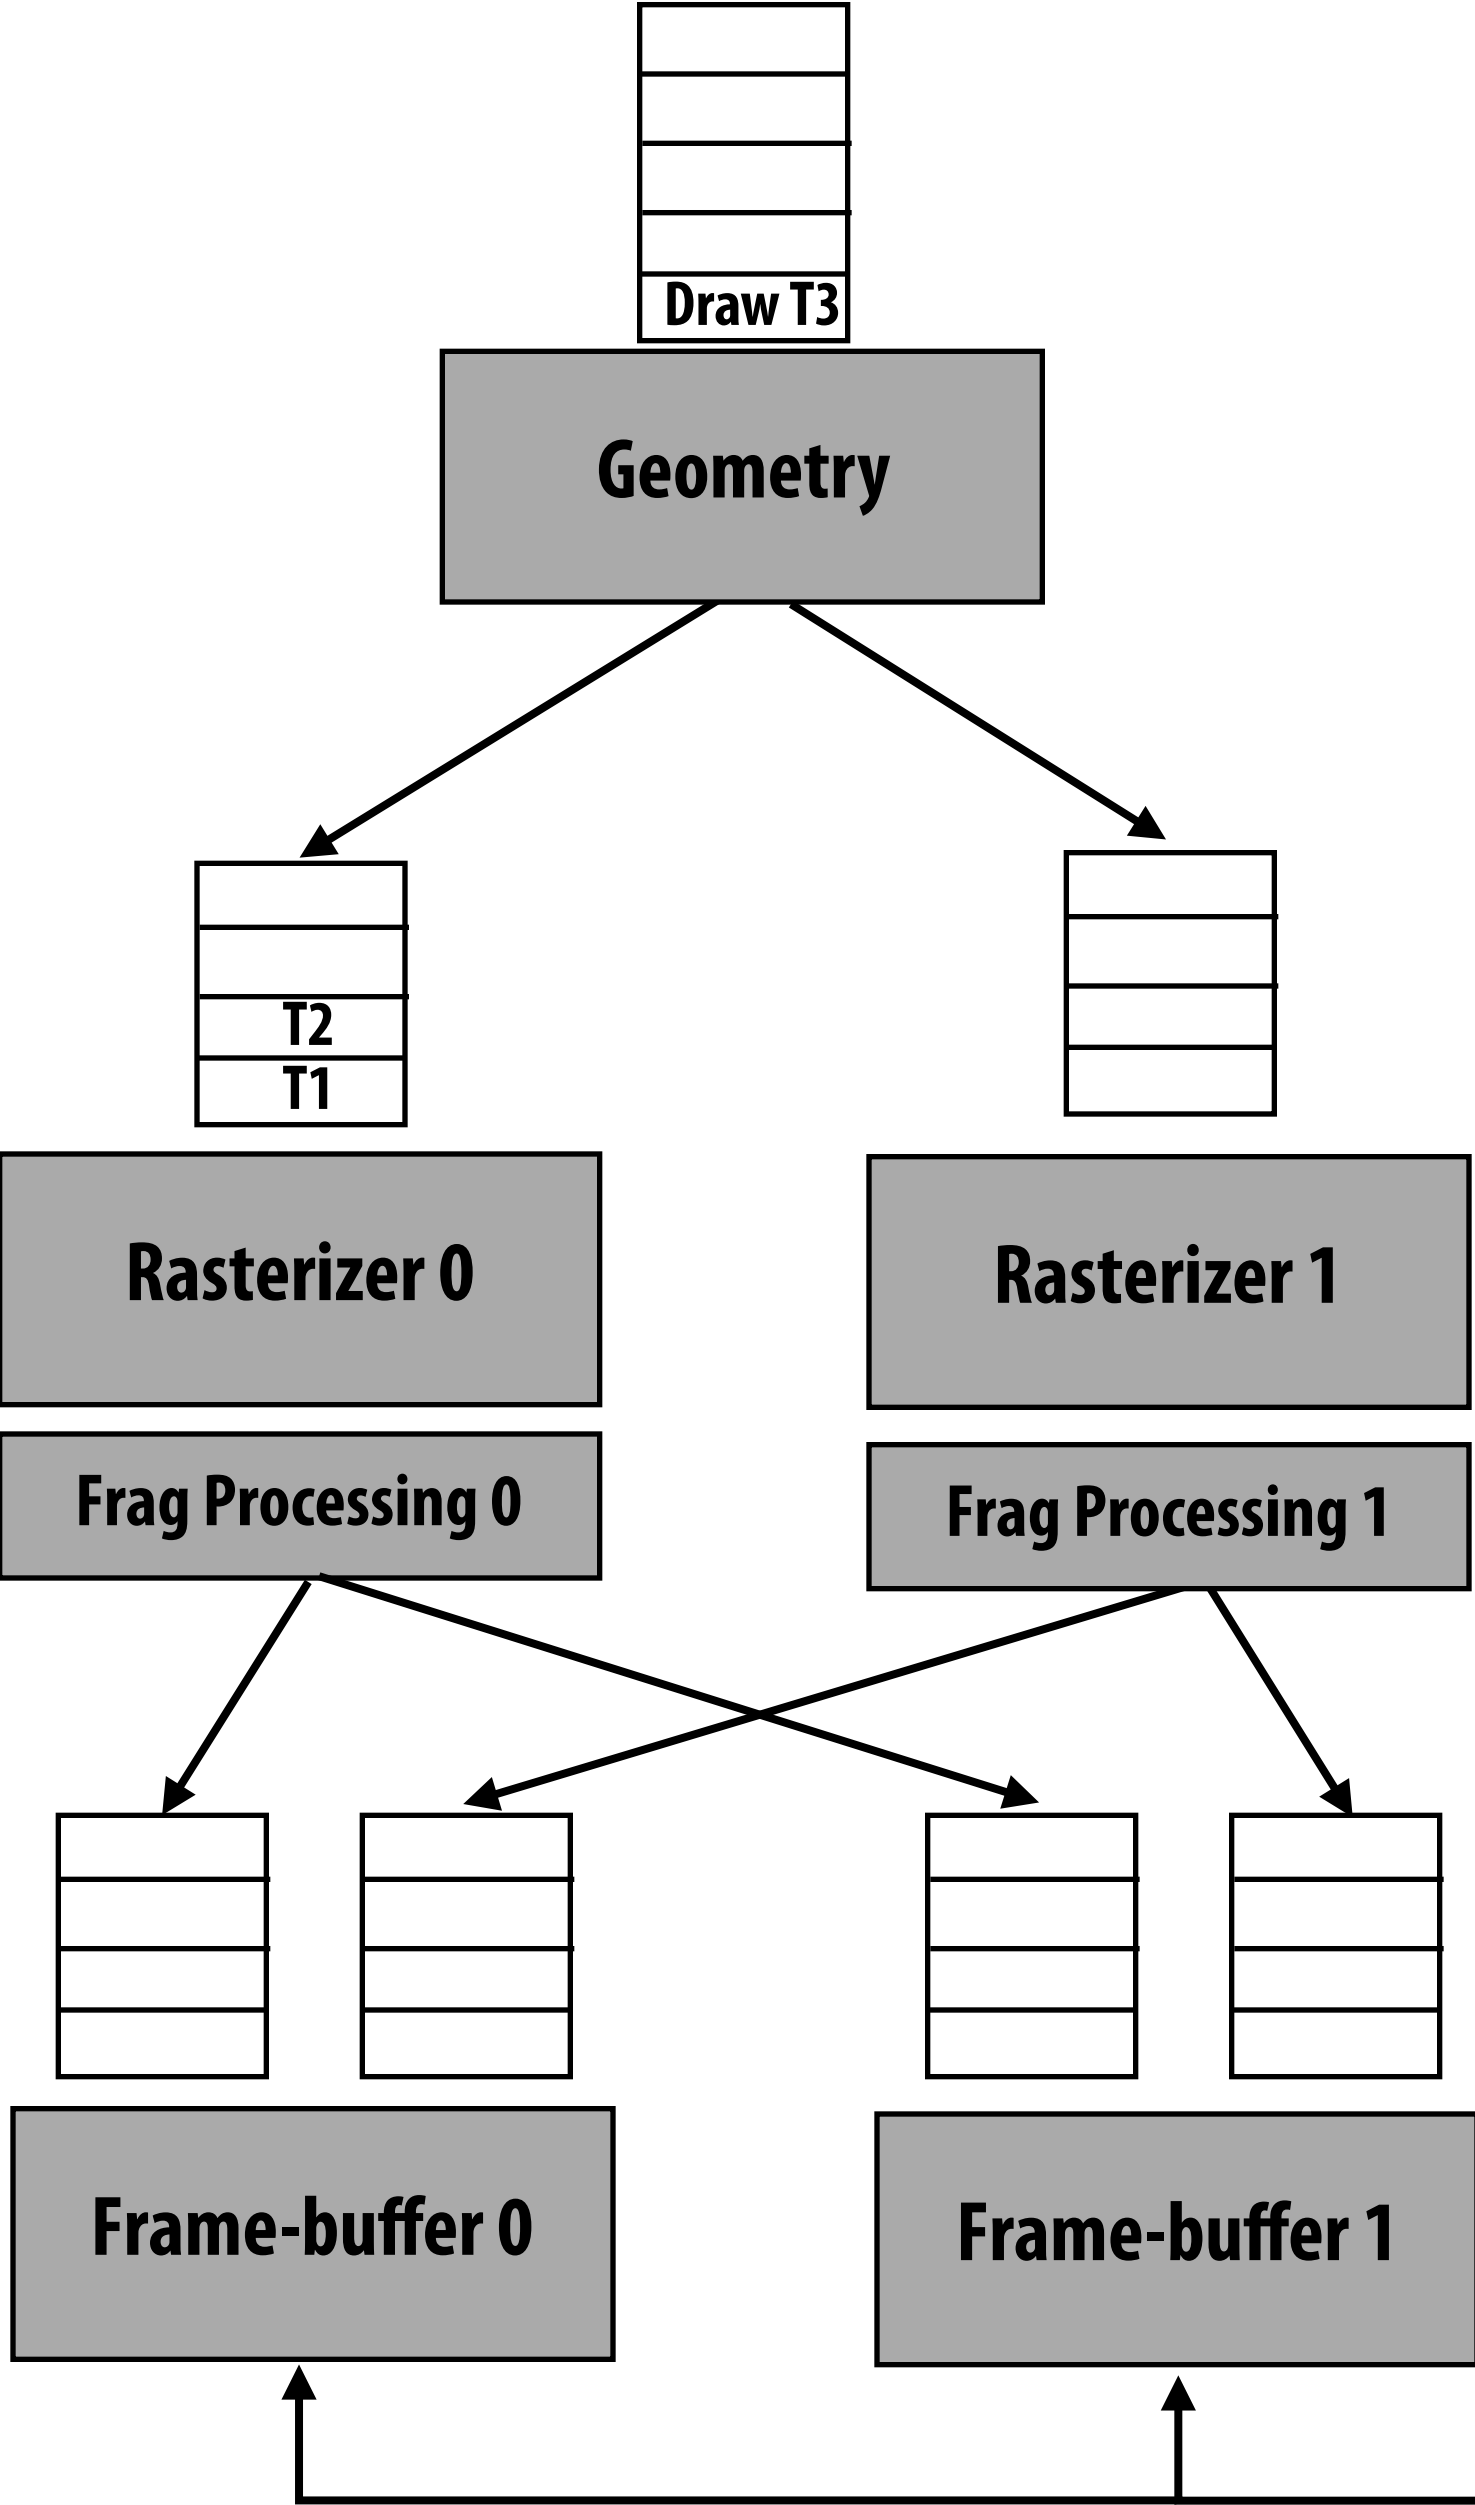 Draw T3
Geometry
T2
T1
Rasterizer 0
Rasterizer 1
Frag Processing 0
Frag Processing 1
Frame-buffer 0
Frame-buffer 1